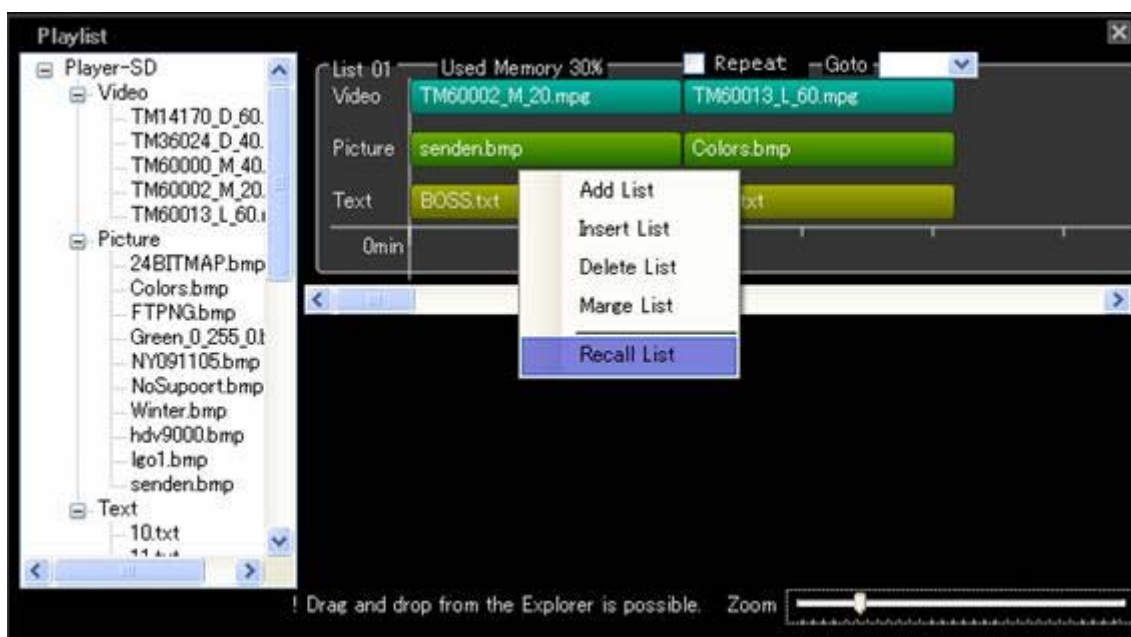 Playlist
Player-SD
Video
TM14170_D_60.
TM36024_D_40.
TM60000_M_40.
TM60002_M_20.
TM60013_L_60.
Picture
24BITMAP.bmp
Colors.bmp
FTPNG.bmp
Green_0_255_0.
NY091105.bmp
NoSupoort.bmp
Winter.bmp
hdv9000.bmp
lgo1.bmp
senden.bmp
Text
10.txt
List 01 Used Memory 30% Repeat Goto
Video TM60002_M_20.mpg TM60013_L_60.mpg
Picture senden.bmp Colors.bmp
Text BOSS.txt txt
0min
Add List
Insert List
Delete List
Marge List
Recall List
! Drag and drop from the Explorer is possible. Zoom